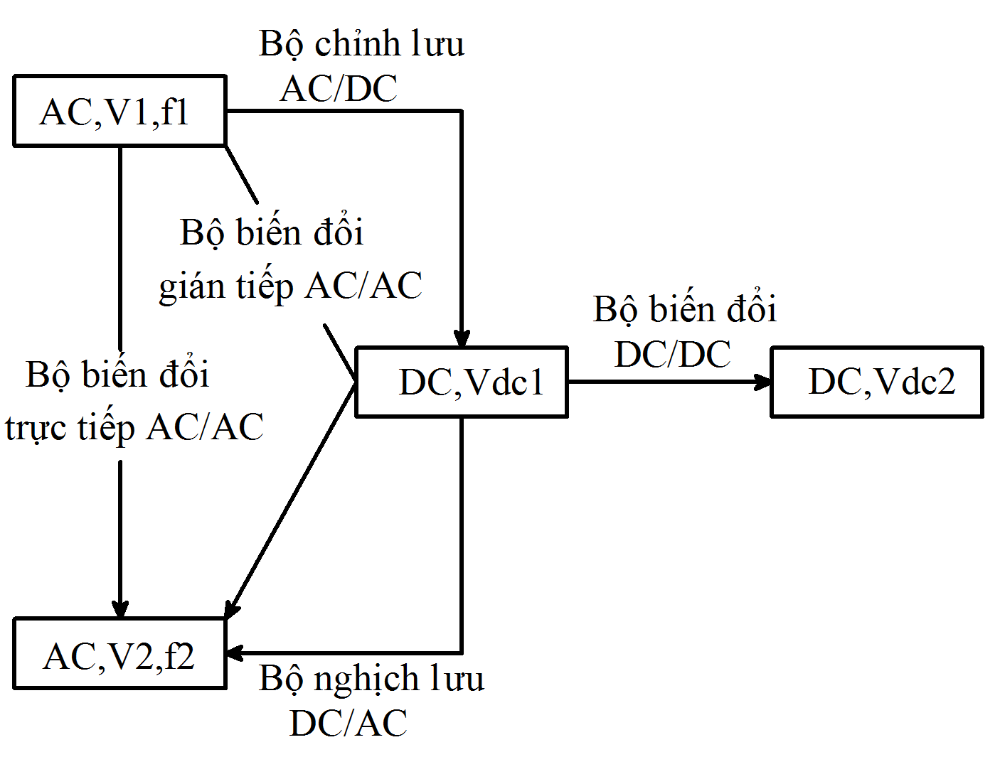 Bộ chỉnh lưu
AC/DC
AC,V1,f1
Bộ biến đổi
gián tiếp AC/AC
Bộ biến đổi
DC/DC
Bộ biến đổi
trực tiếp AC/AC
DC,Vdc1
DC,Vdc2
AC,V2,f2
Bộ nghịch lưu
DC/AC